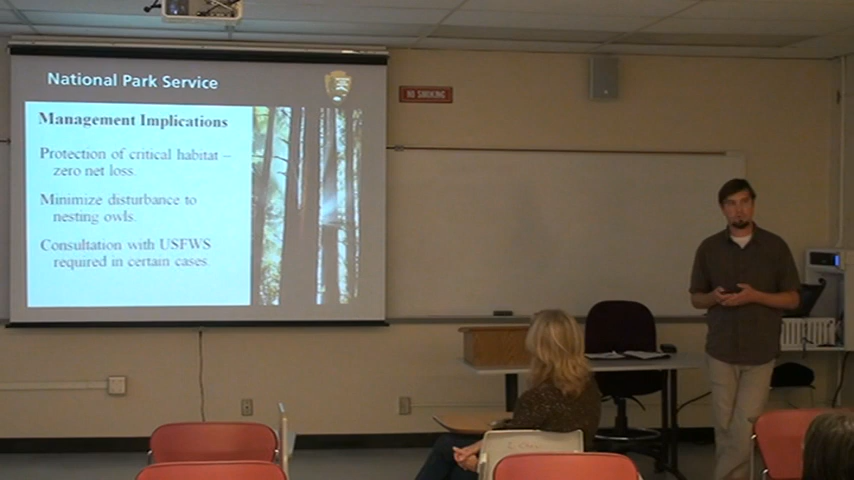 National Park Service
NO SMOKING
Management Implications
Protection of critical habitat –
zero net loss.
Minimize disturbance to
nesting owls.
Consultation with USFWS
required in certain cases.